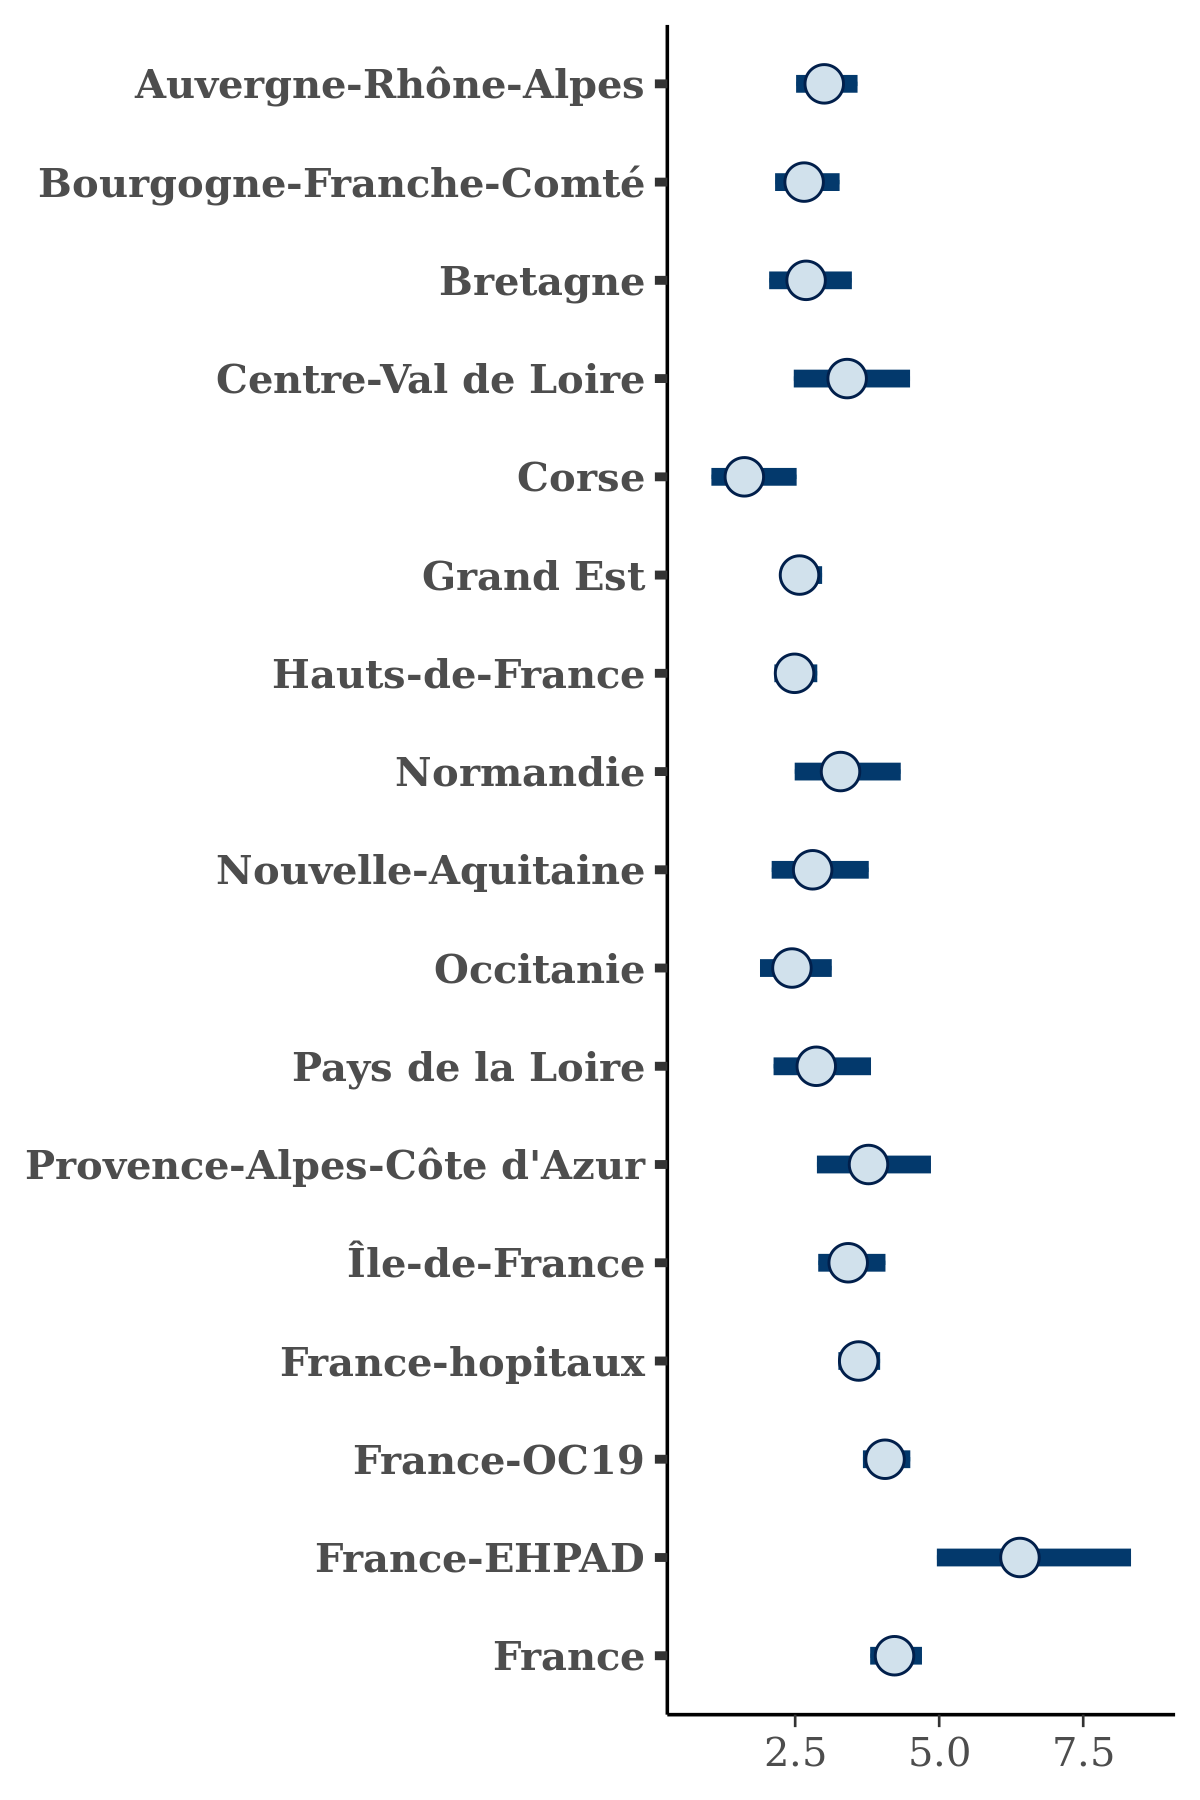 Auvergne-Rhône-Alpes
Bourgogne-Franche-Comté
Bretagne
Centre-Val de Loire
Corse
Grand Est
Hauts-de-France
Normandie
Nouvelle-Aquitaine
Occitanie
Pays de la Loire
Provence-Alpes-Côte d'Azur
Île-de-France
France-hopitaux
France-OC19
France-EHPAD
France
2.5 5.0 7.5